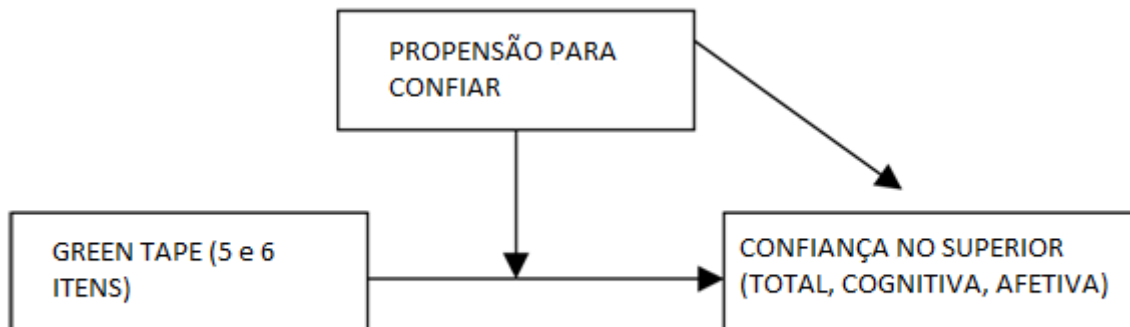 PROPENSÃO PARA
CONFIAR
GREEN TAPE (5 e 6
ITENS)
CONFIANÇA NO SUPERIOR
(TOTAL, COGNITIVA, AFETIVA)